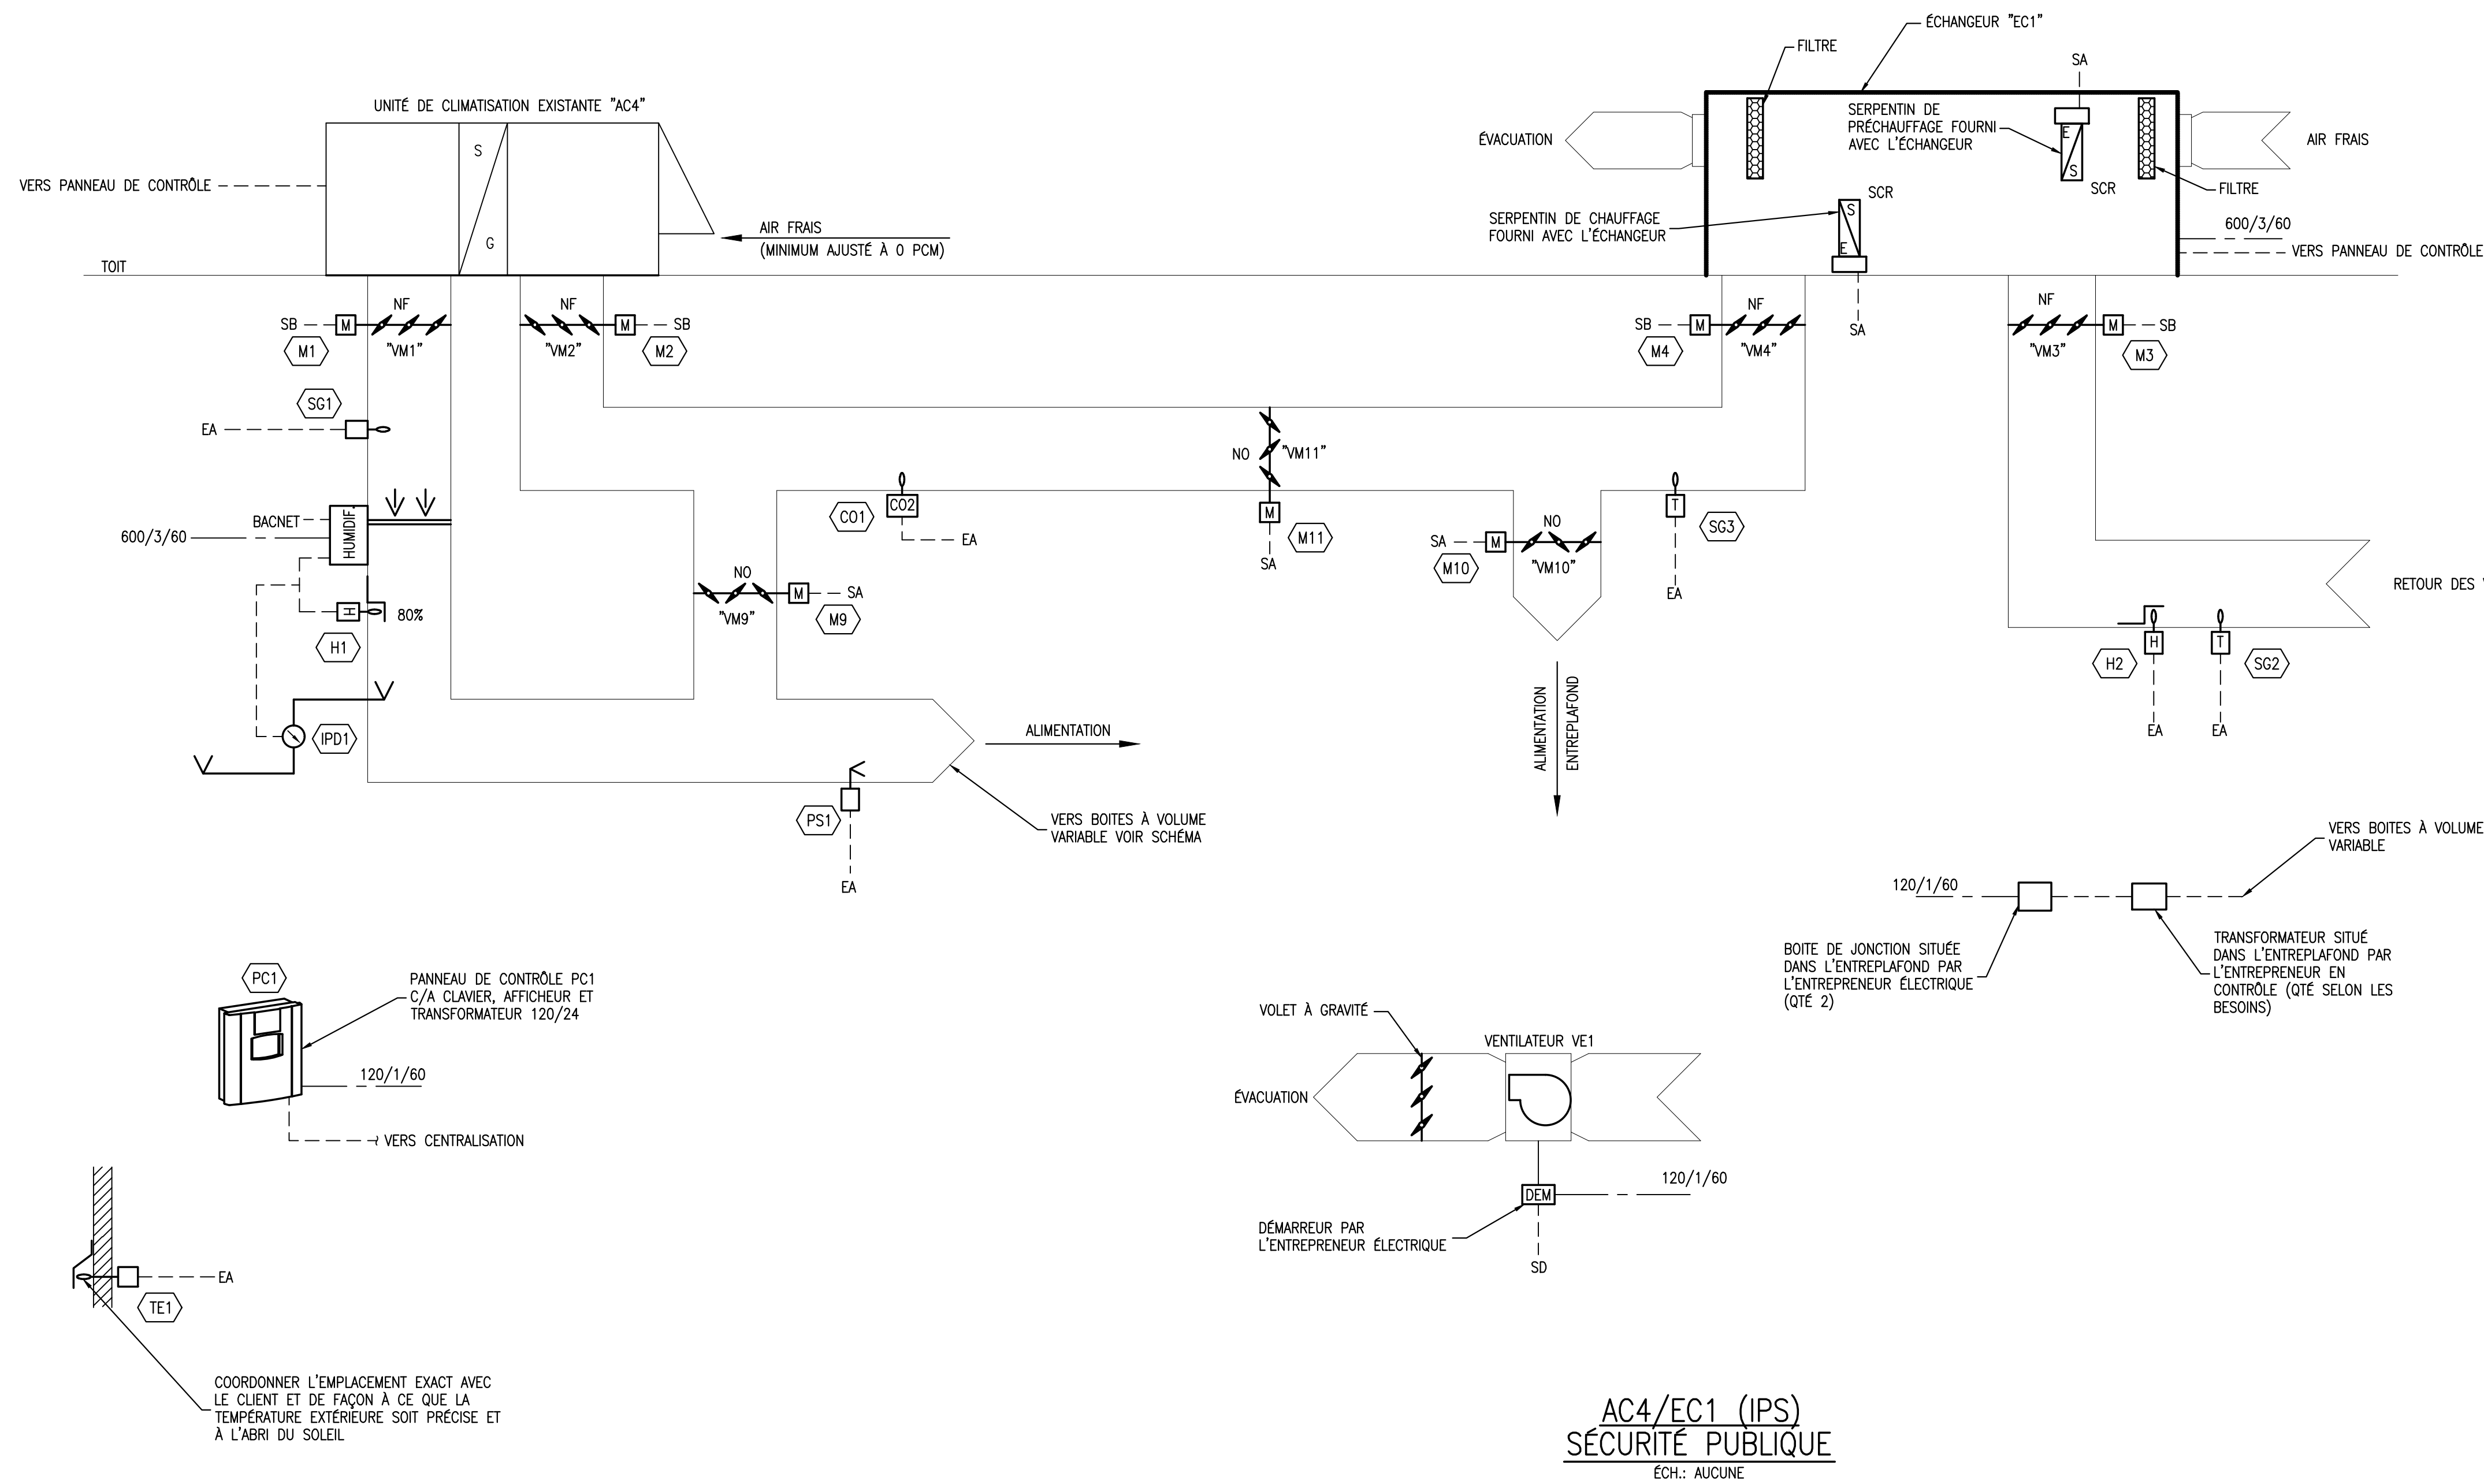 ÉCHANGEUR "EC1"
FILTRE
SA
UNITÉ DE CLIMATISATION EXISTANTE "AC4"
SERPENTIN DE
PRÉCHAUFFAGE FOURNI
AVEC L'ÉCHANGEUR
E
S
SCR
ÉVACUATION
AIR FRAIS
FILTRE
S
G
VERS PANNEAU DE CONTRÔLE
AIR FRAIS
(MINIMUM AJUSTÉ À 0 PCM)
SERPENTIN DE CHAUFFAGE
FOURNI AVEC L'ÉCHANGEUR
SCR
S
E
SA
600/3/60
VERS PANNEAU DE CONTRÔLE
TOIT
SB
M
NF
"VM1"
M1
NF
"VM2"
M
SB
M2
SB
M
NF
"VM4"
M4
NF
"VM3"
M
SB
M3
SG1
EA
BACNET
600/3/60
HUMIDIF.
H
80%
H1
IPD1
NO
"VM9"
M
SA
M9
CO1
CO2
EA
NO
"VM11"
M
M11
SA
SA
M
NO
"VM10"
M10
T
SG3
EA
RETOUR DES
H2
H
T
SG2
EA
EA
ALIMENTATION
PS1
EA
VERS BOITES À VOLUME
VARIABLE VOIR SCHÉMA
ALIMENTATION
ENTREPLAFOND
VERS BOITES À VOLUME
VARIABLE
120/1/60
BOITE DE JONCTION SITUÉE
DANS L'ENTREPLAFOND PAR
L'ENTREPRENEUR ÉLECTRIQUE
(QTÉ 2)
TRANSFORMATEUR SITUÉ
DANS L'ENTREPLAFOND PAR
L'ENTREPRENEUR EN
CONTRÔLE (QTÉ SELON LES
BESOINS)
PC1
PANNEAU DE CONTRÔLE PC1
C/A CLAVIER, AFFICHEUR ET
TRANSFORMATEUR 120/24
120/1/60
VERS CENTRALISATION
VOLET À GRAVITÉ
VENTILATEUR VE1
ÉVACUATION
DEM
120/1/60
DÉMARREUR PAR
L'ENTREPRENEUR ÉLECTRIQUE
SD
EA
TE1
COORDONNER L'EMPLACEMENT EXACT AVEC
LE CLIENT ET DE FAÇON À CE QUE LA
TEMPÉRATURE EXTÉRIEURE SOIT PRÉCISE ET
À L'ABRI DU SOLEIL
AC4/EC1 (IPS)
SÉCURITÉ PUBLIQUE
ÉCH.: AUCUNE